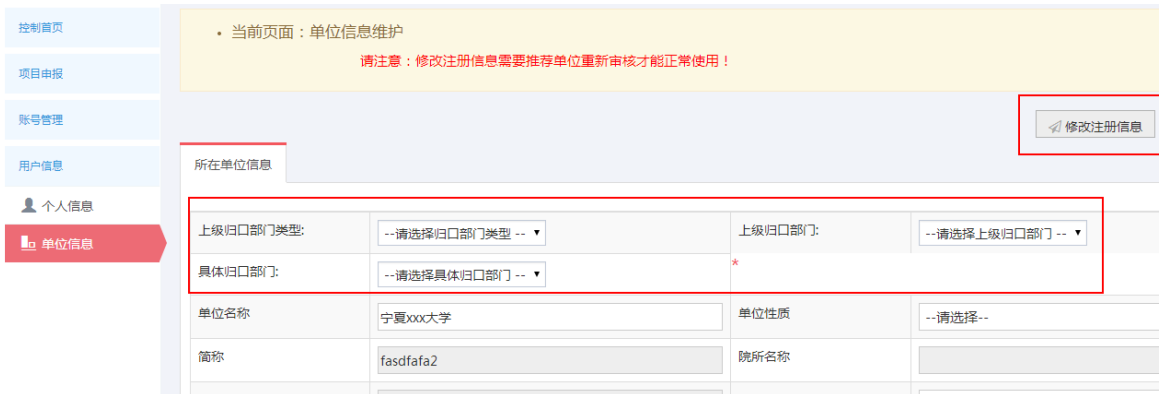 控制首页
项目申报
账号管理
用户信息
个人信息
单位信息
• 当前页面：单位信息维护
请注意：修改注册信息需要推荐单位重新审核才能正常使用！
修改注册信息
所在单位信息
上级归口部门类型: --请选择归口部门类型 -- 上级归口部门: --请选择上级归口部门 --
具体归口部门: --请选择具体归口部门 -- *
单位名称 宁夏xxx大学 单位性质 --请选择--
简称 fasdfafa2 院所名称